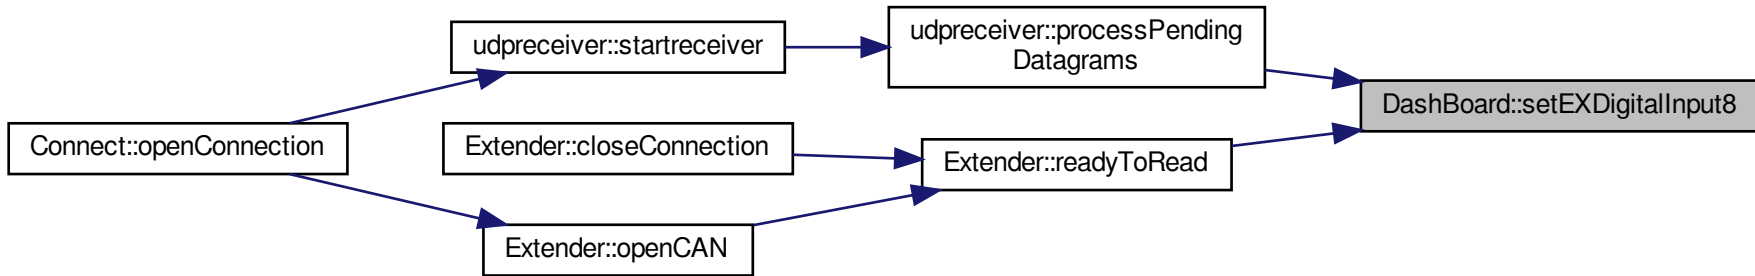 udpreceiver::startreceiver
udpreceiver::processPending
Datagrams
DashBoard::setEXDigitalInput8
Connect::openConnection
Extender::closeConnection
Extender::readyToRead
Extender::openCAN